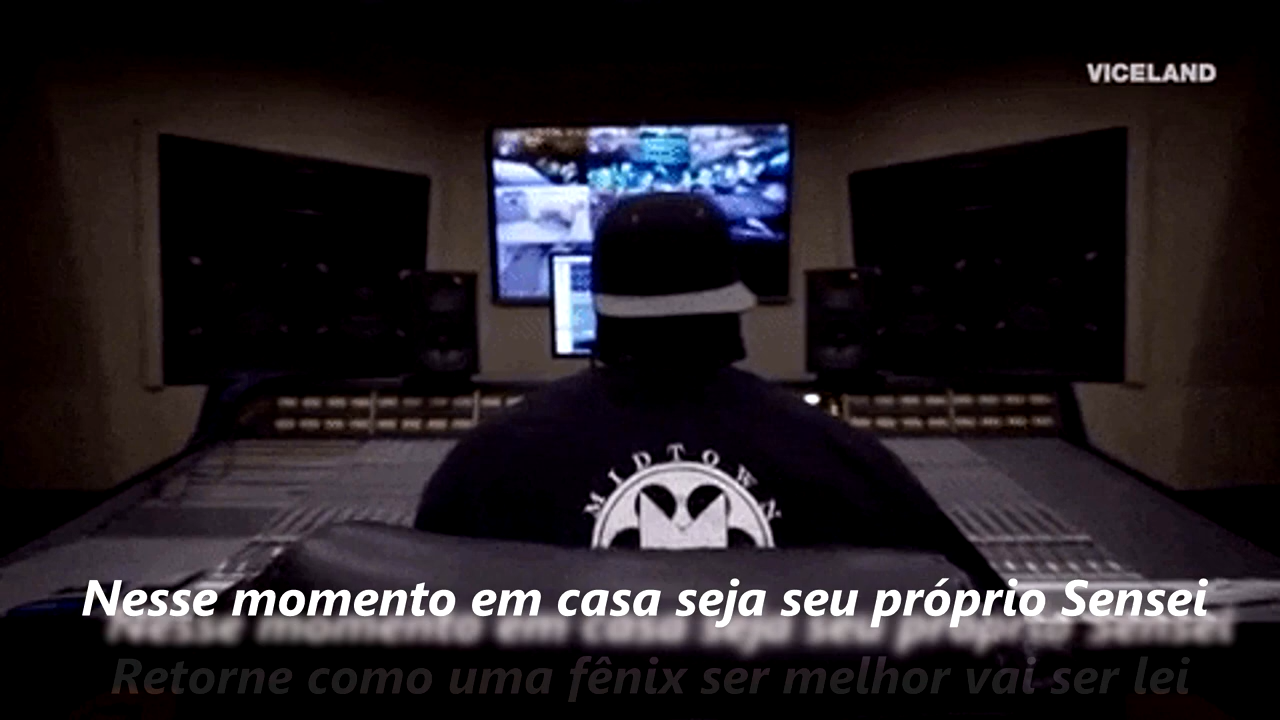 VICELAND
MIDTOWN
Nesse momento em casa seja seu próprio Sensei
Retorne como uma fênix ser melhor vai ser lei